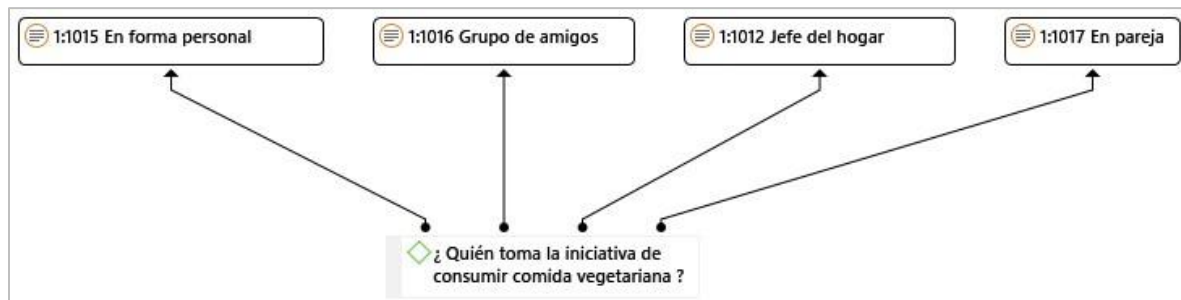 1:1015 En forma personal
1:1016 Grupo de amigos
1:1012 Jefe del hogar
1:1017 En pareja
¿ Quién toma la iniciativa de
consumir comida vegetariana ?